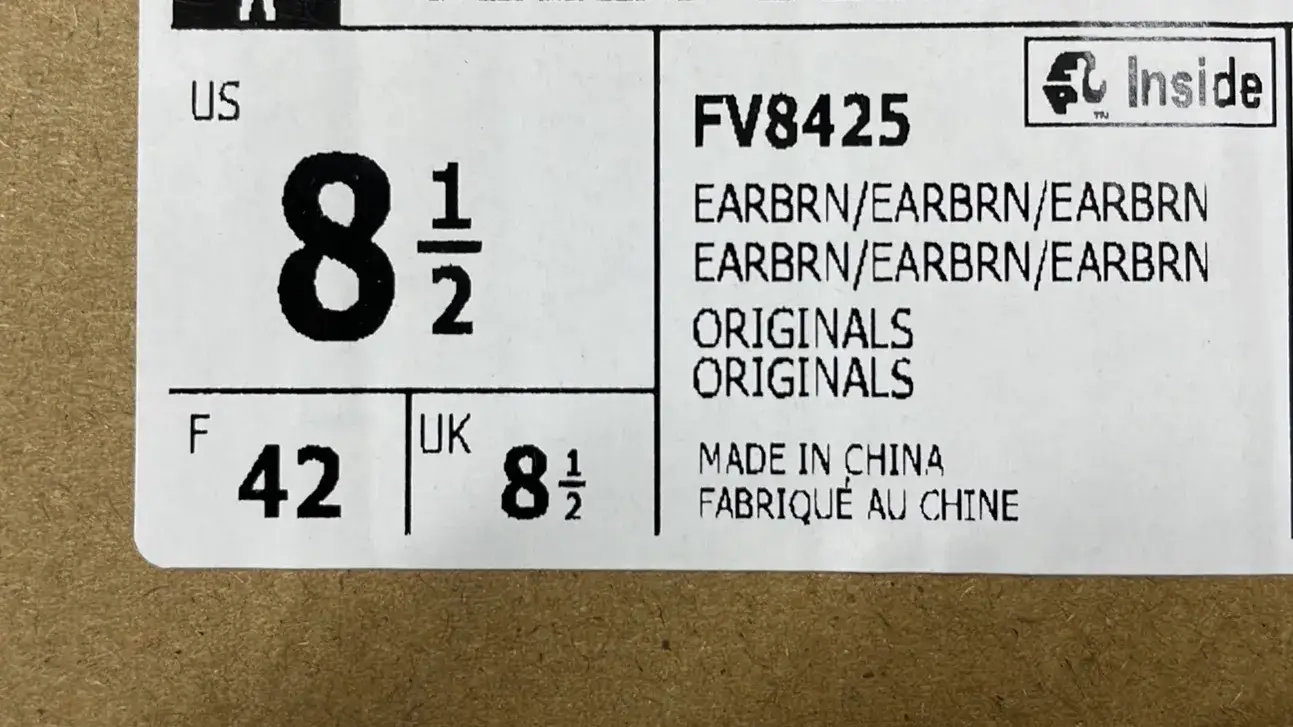 US
8 1/2
F 42
UK 8 1/2
Inside
TM
FV8425
EARBRN/EARBRN/EARBRN
EARBRN/EARBRN/EARBRN
ORIGINALS
ORIGINALS
MADE IN CHINA
FABRIQUÉ AU CHINE